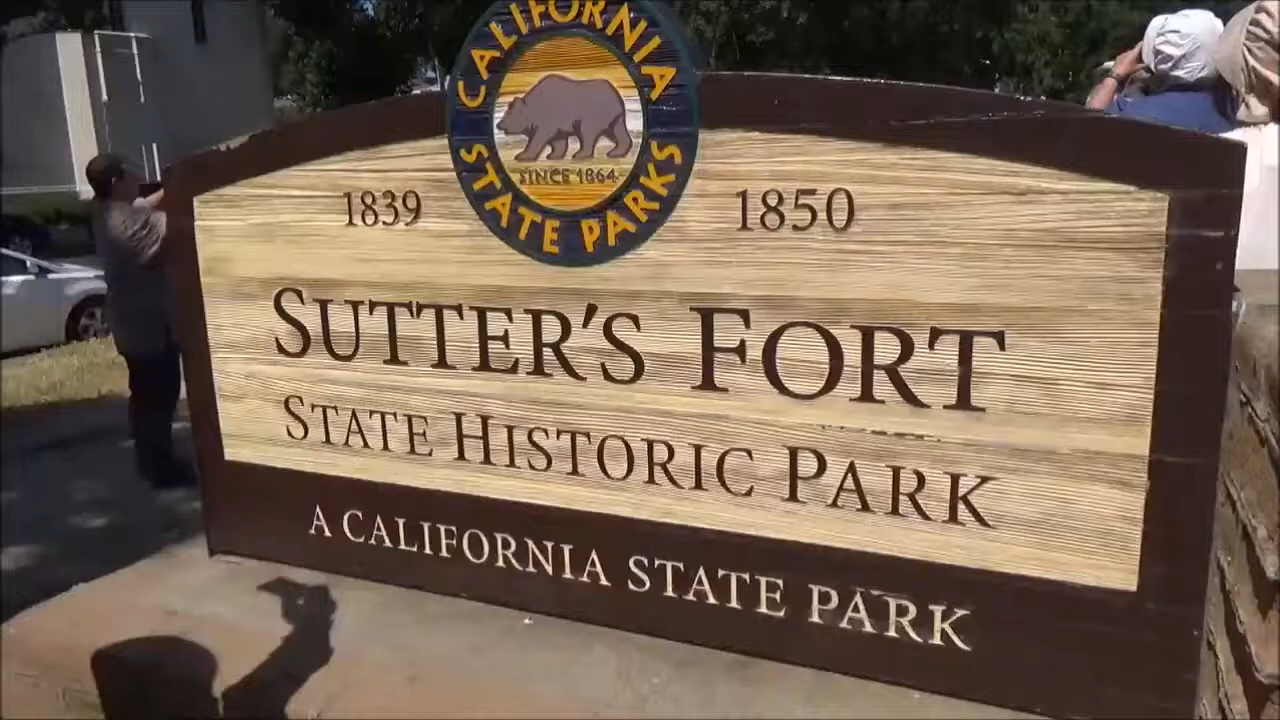 CALIFORNIA
STATE PARKS
SINCE 1864
1839
1850
SUTTER'S FORT
STATE HISTORIC PARK
A CALIFORNIA STATE PARK